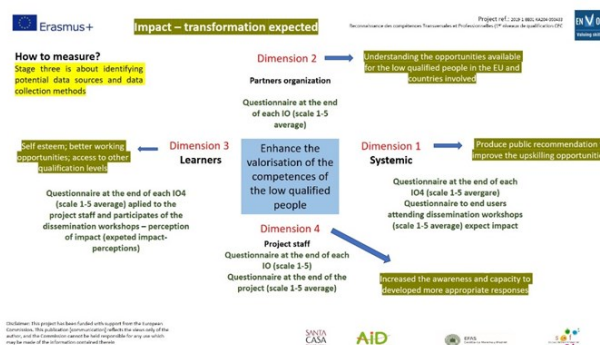 Erasmus+
Impact – transformation expected
Project ref.: 2019-1-BE01-KA204-050403
Reconnaissance des compétences Transversales et Professionnelles
de qualification CEC
How to measure?
Stage three is about identifying
potential data sources and data
collection methods
Dimension 2
Partners organization
Questionnaire at the end
of each IO (scale 1-5
average)
Understanding the opportunities available
for the low qualified people in the EU and
countries involved
Self esteem; better working
opportunities; access to other
qualification levels
Dimension 3
Learners
Questionnaire at the end of each IO4
(scale 1-5 average) aplied to the
project staff and participates of the
dissemination workshops – perception
of impact (expeted impact-
perceptions)
Enhance the
valorisation of the
competences of
the low qualified
people
Dimension 1
Systemic
Produce public recommendation
improve the upskilling opportunitie
Questionnaire at the end of each
IO4 (scale 1-5 avergare)
Questionnaire to end users
attending dissemination workshops
(scale 1-5 average) expect impact
Dimension 4
Project staff
Questionnaire at the end of each
IO (scale 1-5)
Questionnaire at the end of the
project (scale 1-5 average)
Increased the awareness and capacity to
developed more appropriate responses
Disclaimer: This project has been funded with support from the European
Commission. This publication [communication] reflects the views only of the
author, and the Commission cannot be held responsible for any use which
may be made of the information contained therein
SANTA
CASA
AID
EFAS